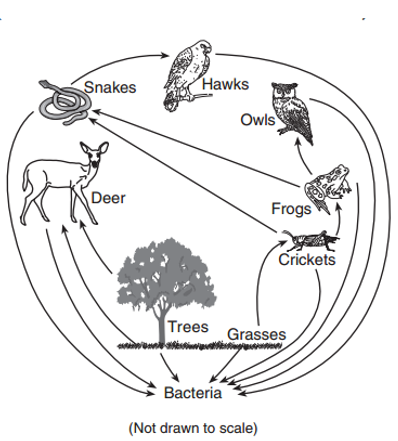 Snakes
Hawks
Owls
Deer
Frogs
Crickets
Trees
Grasses
Bacteria
(Not drawn to scale)